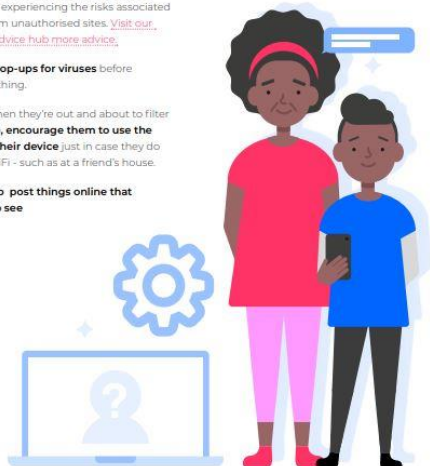 experiencing the risks associated
m unauthorised sites. Visit our
dvice hub more advice.
op-ups for viruses before
thing.
hen they're out and about to filter
, encourage them to use the
heir device just in case they do
Fi - such as at a friend's house.
o post things online that
o see
?